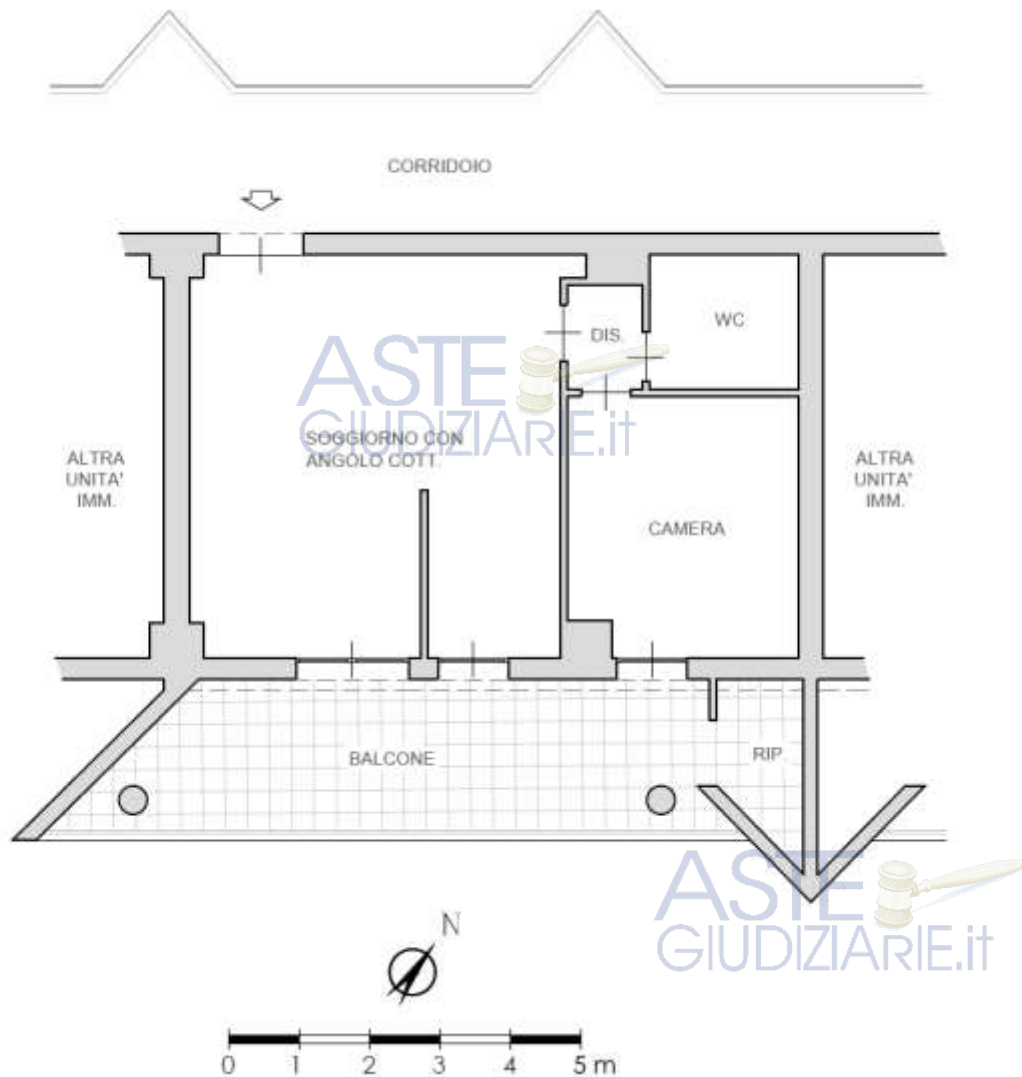 CORRIDOIO
DIS.
WC
ASTE
GIUDIZIARIE.it
SOGGIORNO CON
ANGOLO COTT.
ALTRA
UNITA'
IMM.
CAMERA
ALTRA
UNITA'
IMM.
BALCONE
RIP
ASTE
GIUDIZIARIE.it
N
0 1 2 3 4 5 m